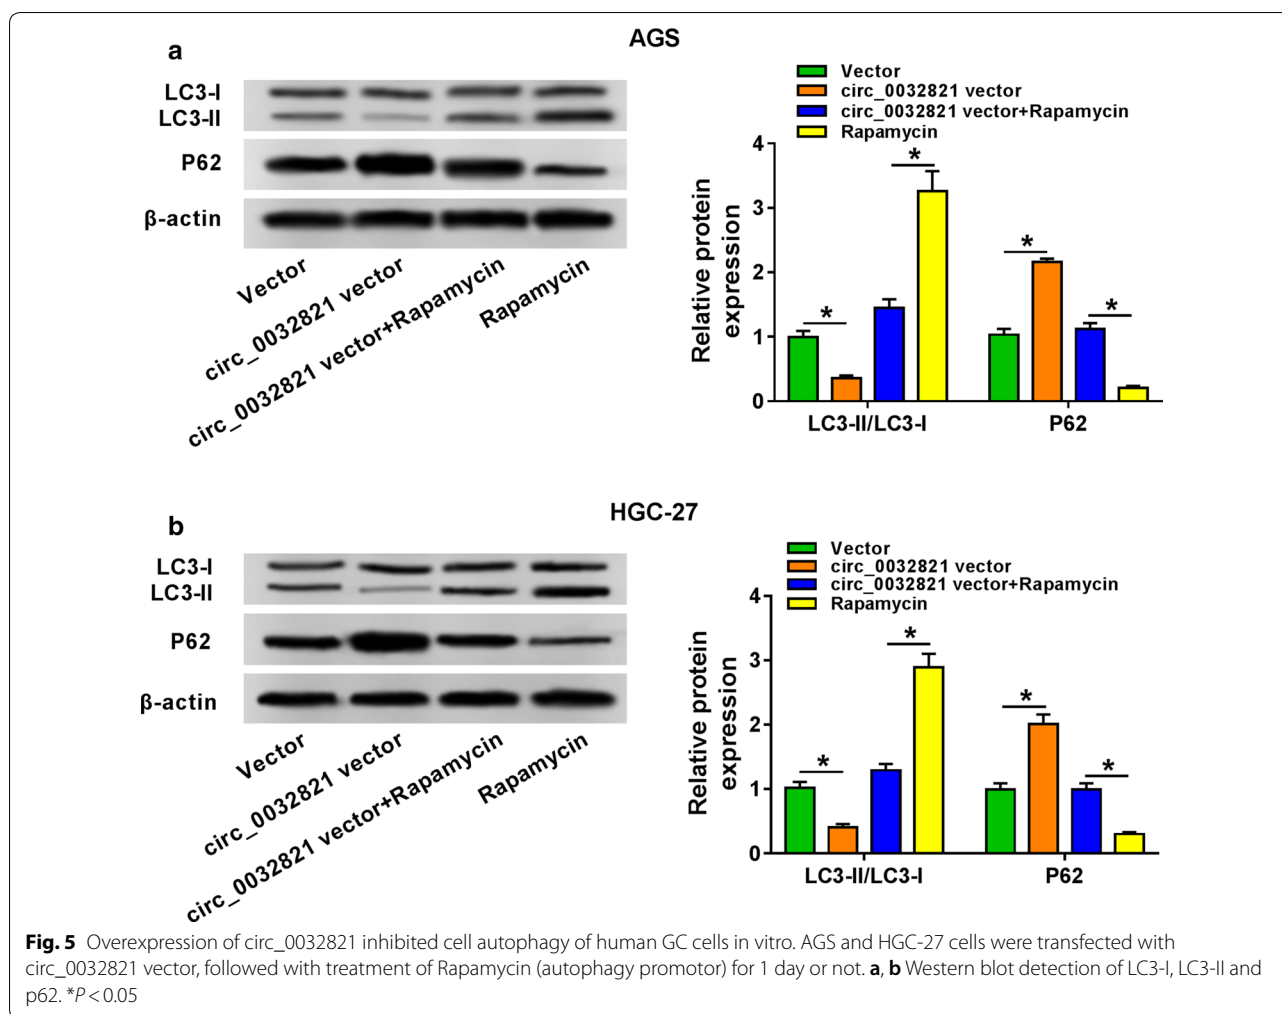 a
AGS
LC3-I
LC3-II
P62
β-actin
Vector
circ_0032821 vector
circ_0032821 vector+Rapamycin
Rapamycin
Vector
circ_0032821 vector
circ_0032821 vector+Rapamycin
Rapamycin
Relative protein
expression
4
3
2
1
0
*
*
*
*
LC3-II/LC3-I
P62
b
HGC-27
LC3-I
LC3-II
P62
β-actin
Vector
circ_0032821 vector
circ_0032821 vector+Rapamycin
Rapamycin
Vector
circ_0032821 vector
circ_0032821 vector+Rapamycin
Rapamycin
Relative protein
expression
4
3
2
1
0
*
*
*
*
LC3-II/LC3-I
P62
Fig. 5 Overexpression of circ_0032821 inhibited cell autophagy of human GC cells in vitro. AGS and HGC-27 cells were transfected with
circ_0032821 vector, followed with treatment of Rapamycin (autophagy promotor) for 1 day or not. a, b Western blot detection of LC3-I, LC3-II and
p62. *P < 0.05